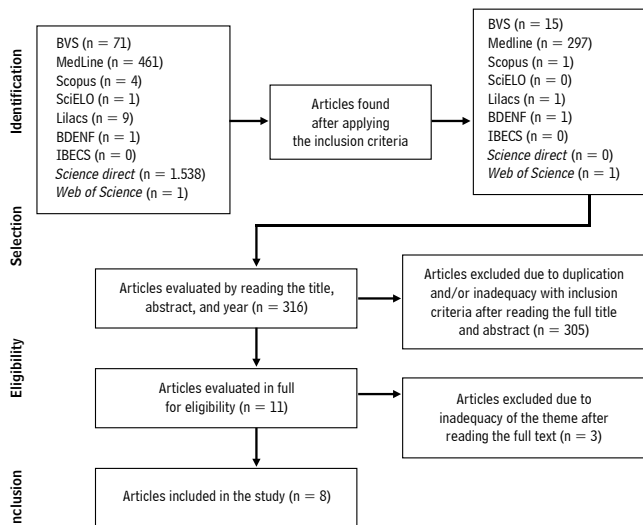 Identification
BVS (n = 71)
MedLine (n = 461)
Scopus (n = 4)
SciELO (n = 1)
Lilacs (n = 9)
BDENF (n = 1)
IBECS (n = 0)
Science direct (n = 1.538)
Web of Science (n = 1)
Articles found
after applying
the inclusion criteria
BVS (n = 15)
Medline (n = 297)
Scopus (n = 1)
SciELO (n = 0)
Lilacs (n = 1)
BDENF (n = 1)
IBECS (n = 0)
Science direct (n = 0)
Web of Science (n = 1)
Selection
Articles evaluated by reading the title,
abstract, and year (n = 316)
Articles excluded due to duplication
and/or inadequacy with inclusion
criteria after reading the full title
and abstract (n = 305)
Eligibility
Articles evaluated in full
for eligibility (n = 11)
Articles excluded due to
inadequacy of the theme after
reading the full text (n = 3)
nclusion
Articles included in the study (n = 8)